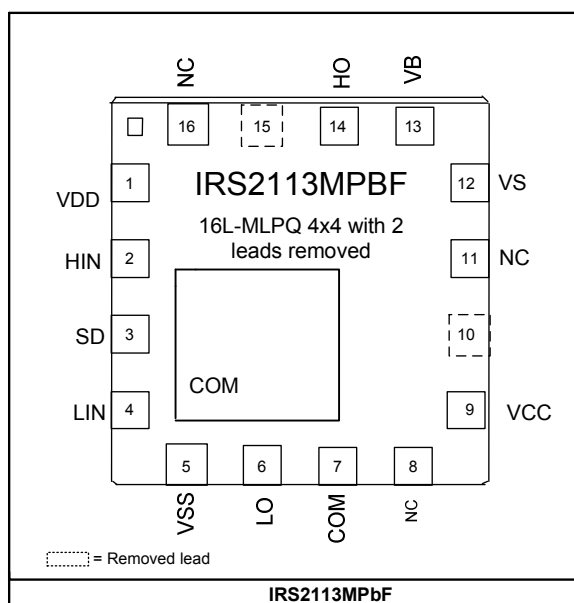 NC
HO
VB
16
15
14
13
VDD
1
IRS2113MPBF
12
VS
16L-MLPQ 4x4 with 2
leads removed
HIN
2
11
NC
SD
3
10
COM
LIN
4
9
VCC
5
6
7
8
VSS
LO
COM
NC
= Removed lead
IRS2113MPbF